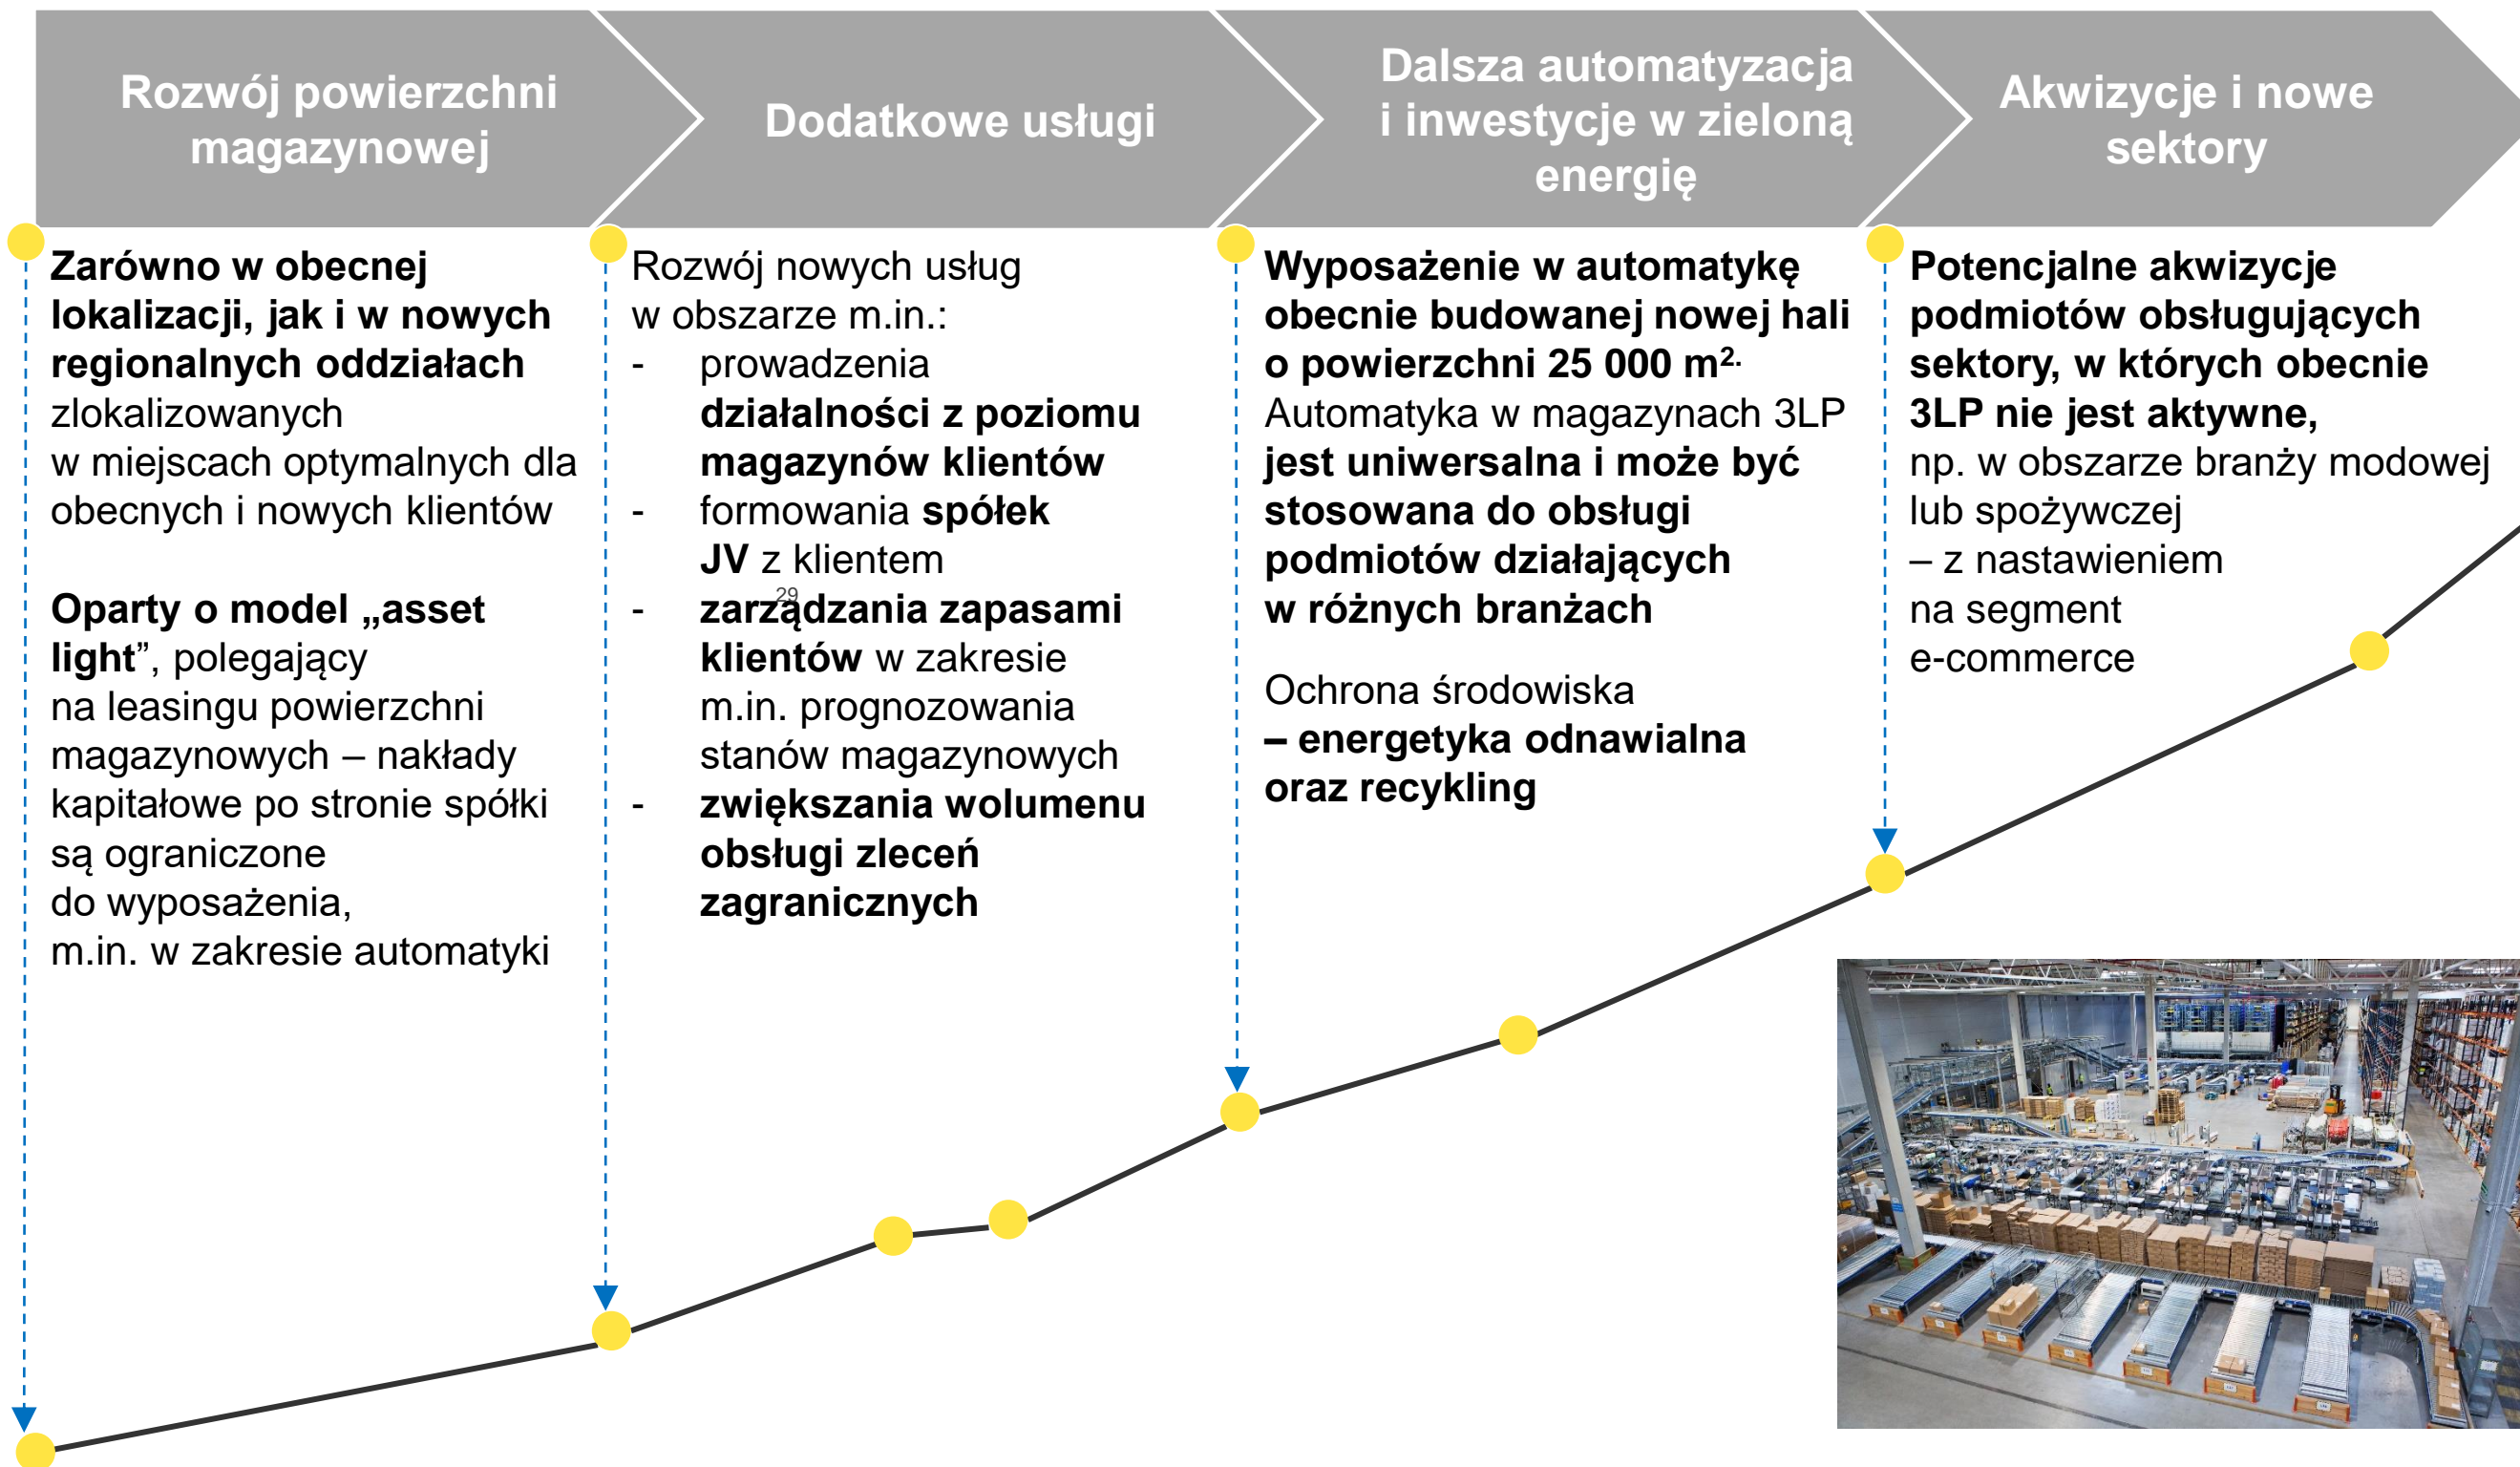 Rozwój powierzchni
magazynowej
Dodatkowe usługi
Dalsza automatyzacja
i inwestycje w zieloną
energię
Akwizycje i nowe
sektory
Zarówno w obecnej
lokalizacji, jak i w nowych
regionalnych oddziałach
zlokalizowanych
w miejscach optymalnych dla
obecnych i nowych klientów
Oparty o model „asset
light”, polegający
na leasingu powierzchni
magazynowych – nakłady
kapitałowe po stronie spółki
są ograniczone
do wyposażenia,
m.in. w zakresie automatyki
Rozwój nowych usług
w obszarze m.in.:
- prowadzenia
działalności z poziomu
magazynów klientów
- formowania spółek
JV z klientem
29
- zarządzania zapasami
klientów w zakresie
m.in. prognozowania
stanów magazynowych
- zwiększania wolumenu
obsługi zleceń
zagranicznych
Wyposażenie w automatykę
obecnie budowanej nowej hali
o powierzchni 25 000 m².
Automatyka w magazynach 3LP
jest uniwersalna i może być
stosowana do obsługi
podmiotów działających
w różnych branżach
Ochrona środowiska
– energetyka odnawialna
oraz recykling
Potencjalne akwizycje
podmiotów obsługujących
sektory, w których obecnie
3LP nie jest aktywne,
np. w obszarze branży modowej
lub spożywczej
– z nastawieniem
na segment
e-commerce